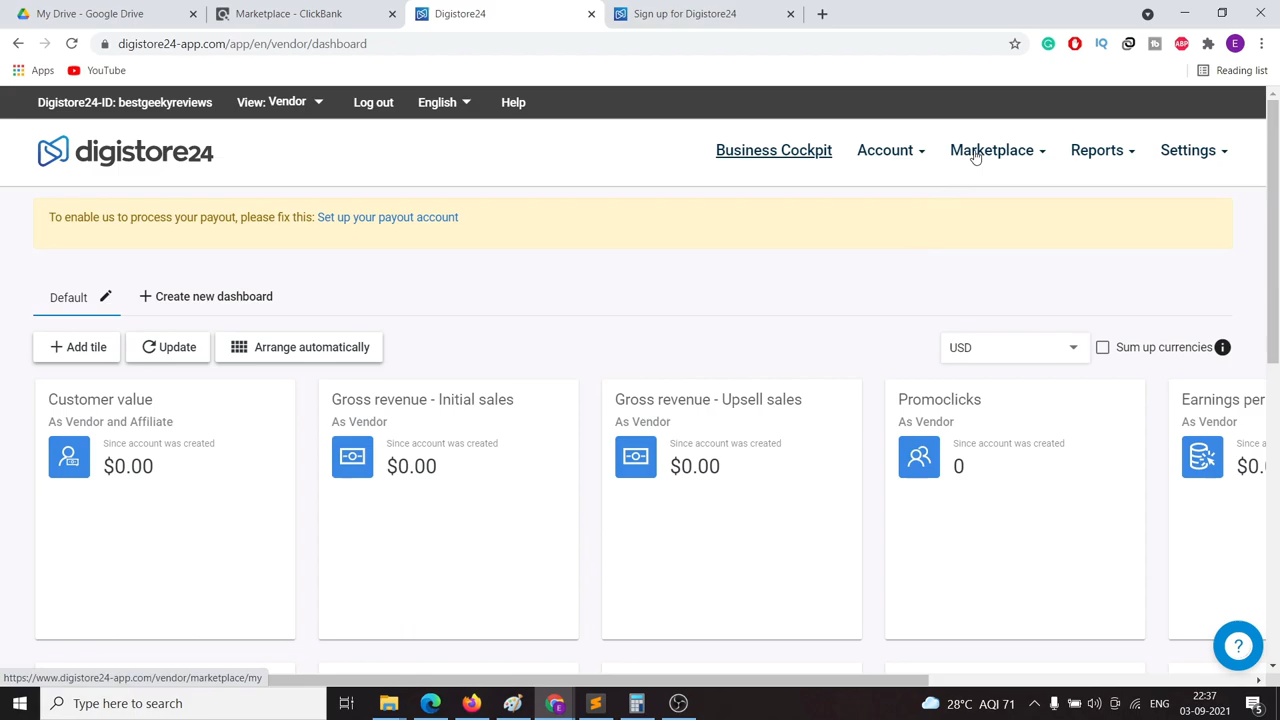 My Drive - Google Drive
Marketplace - ClickBank
Digistore24
Sign up for Digistore24
digistore24-app.com/app/en/vendor/dashboard
Apps
YouTube
Reading list
Digistore24-ID: bestgeekyreviews
View: Vendor
Log out
English
Help
digistore24
Business Cockpit
Account
Marketplace
Reports
Settings
To enable us to process your payout, please fix this: Set up your payout account
Default
Create new dashboard
Add tile
Update
Arrange automatically
USD
Sum up currencies
Customer value
As Vendor and Affiliate
Since account was created
$0.00
Gross revenue - Initial sales
As Vendor
Since account was created
$0.00
Gross revenue - Upsell sales
As Vendor
Since account was created
$0.00
Promoclicks
As Vendor
Since account was created
0
Earnings per
As Vendor
Since a
$0.
https://www.digistore24-app.com/vendor/marketplace/my
Type here to search
28°C AQI 71
ENG
22:37
03-09-2021